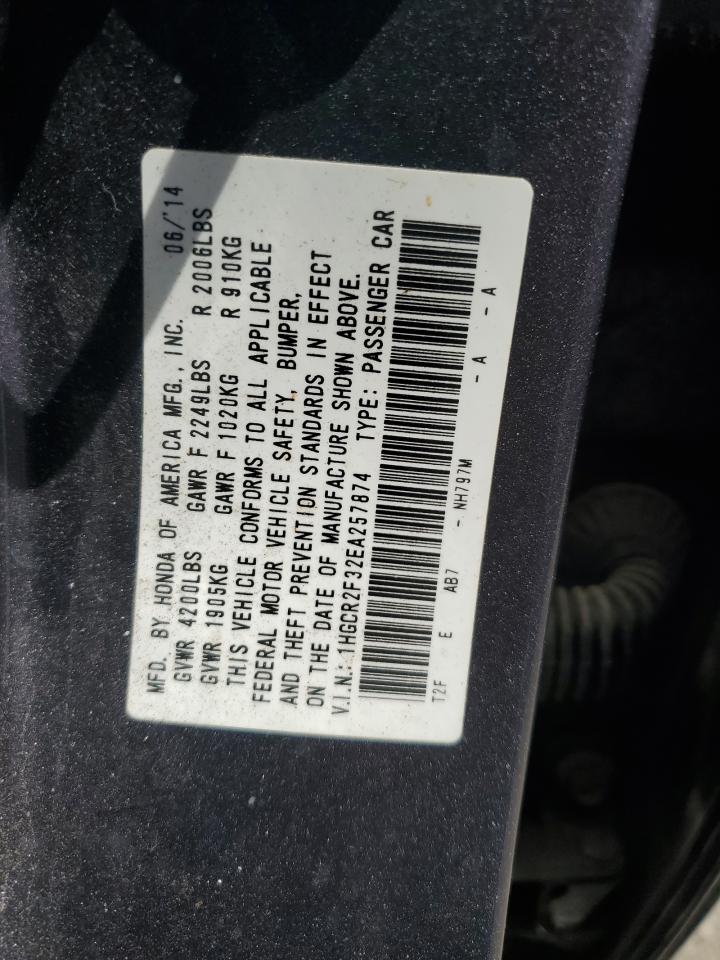 MFD. BY HONDA OF AMERICA MFG., INC. 06/'14
GVWR 4200LBS GAWR F 2249LBS R 2006LBS
GVWR 1905KG GAWR F 1020KG R 910KG
THIS VEHICLE CONFORMS TO ALL APPLICABLE
FEDERAL MOTOR VEHICLE SAFETY, BUMPER,
AND THEFT PREVENTION STANDARDS IN EFFECT
ON THE DATE OF MANUFACTURE SHOWN ABOVE.
V.I.N.: 1HGCR2F32EA257874 TYPE: PASSENGER CAR
T2F E AB7 - NH797M - A - A